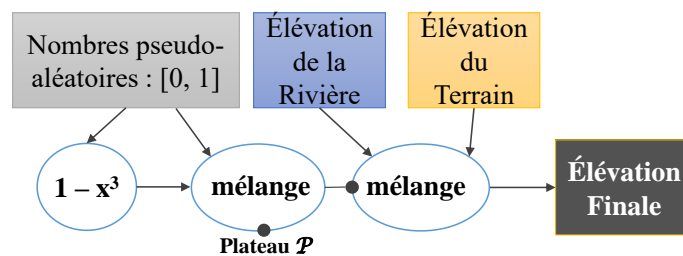 Nombres pseudo-
aléatoires : [0, 1]
Élévation
de la
Rivière
Élévation
du
Terrain
1 – x³
mélange
mélange
Élévation
Finale
Plateau 𝒫